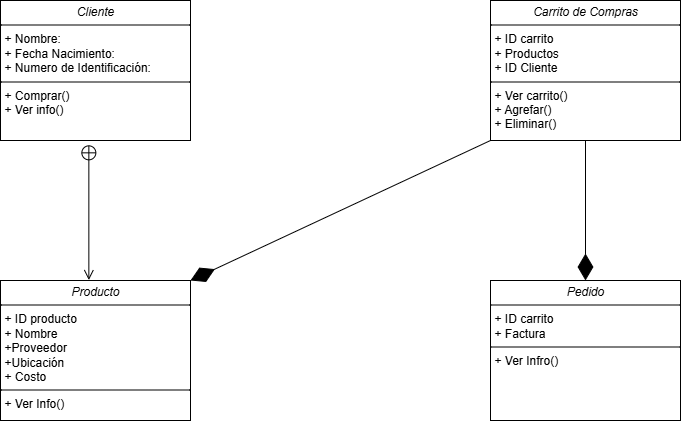 Cliente
+ Nombre:
+ Fecha Nacimiento:
+ Numero de Identificación:
+ Comprar()
+ Ver info()
Carrito de Compras
+ ID carrito
+ Productos
+ ID Cliente
+ Ver carrito()
+ Agrefar()
+ Eliminar()
Producto
+ ID producto
+ Nombre
+Proveedor
+Ubicación
+ Costo
+ Ver Info()
Pedido
+ ID carrito
+ Factura
+ Ver Infro()